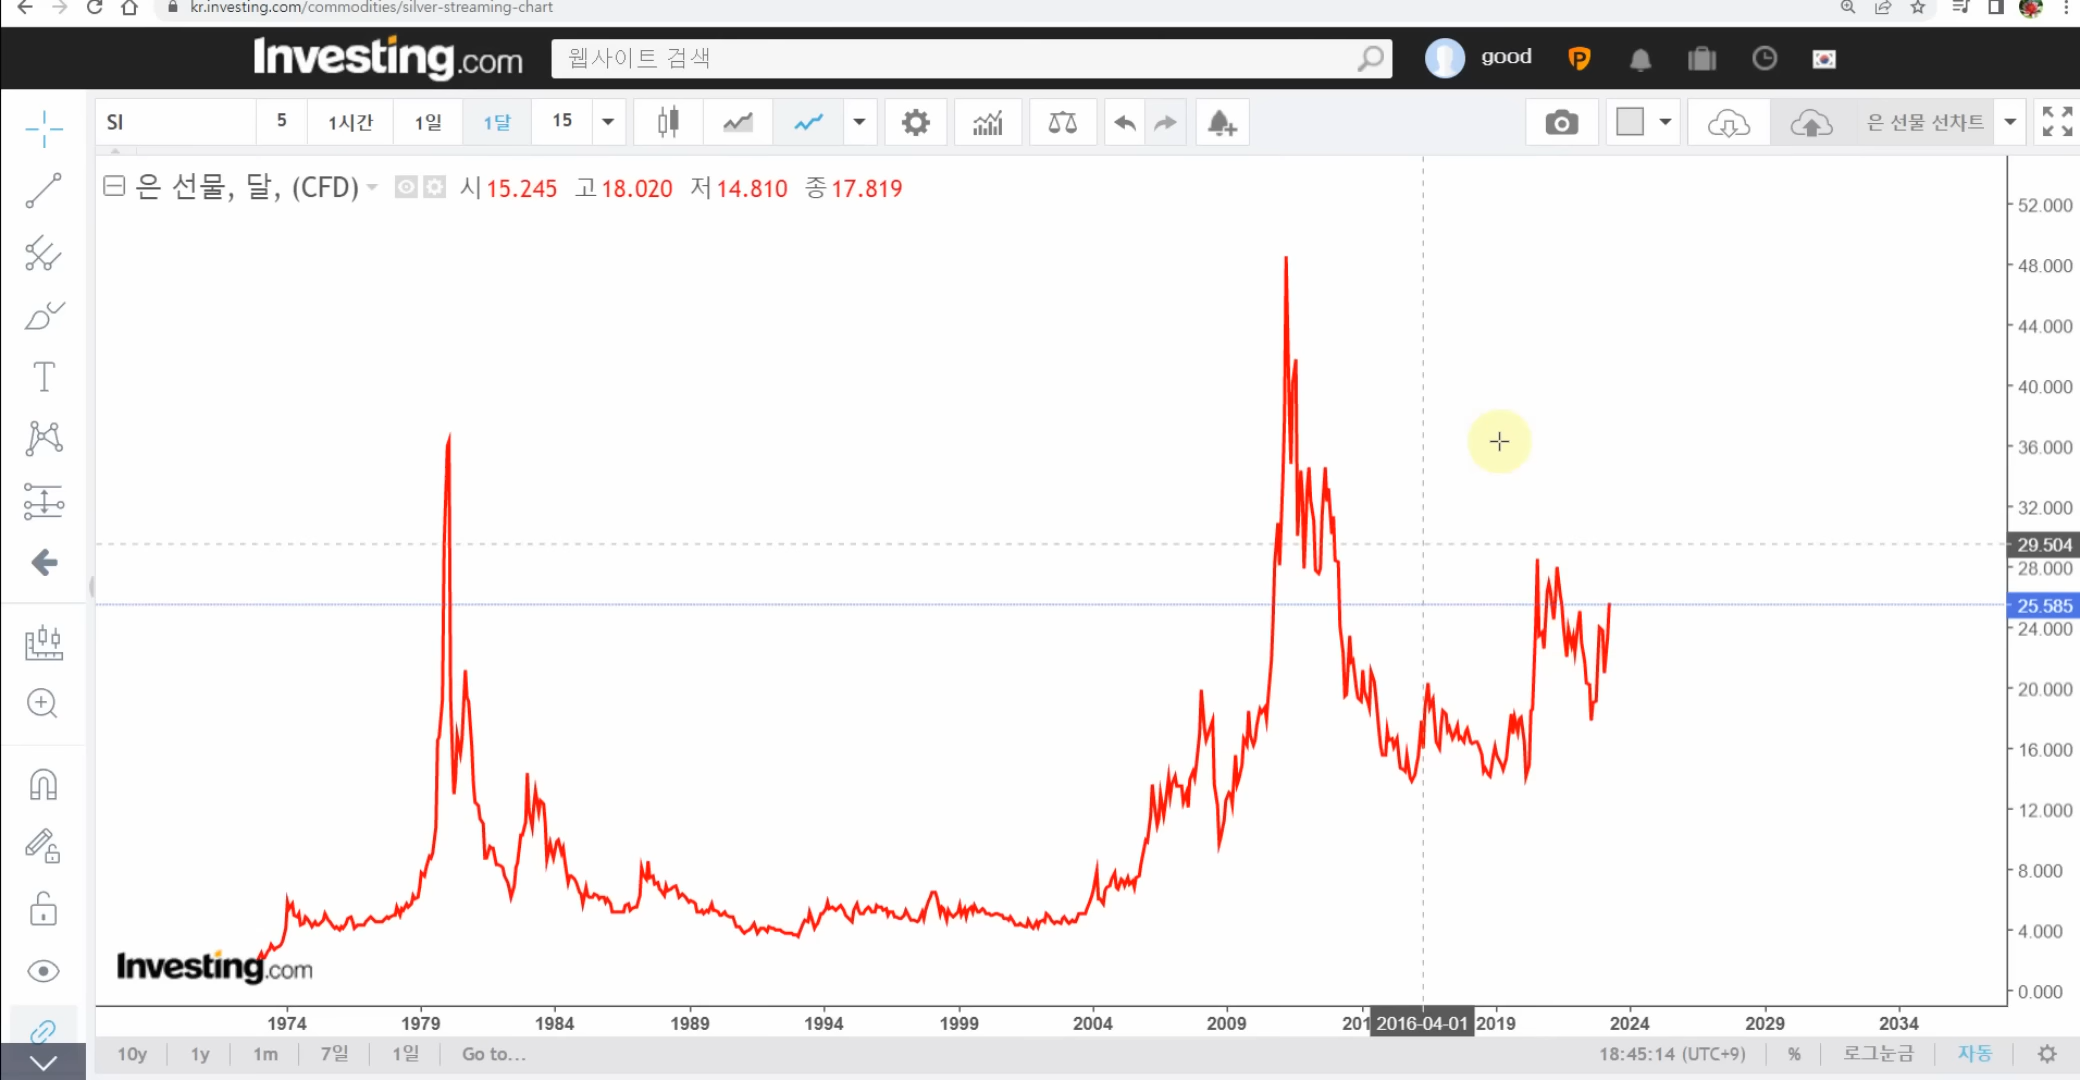 kr.investing.com/commodities/silver-streaming-chart
Investing.com 웹사이트 검색 good
SI 5 1시간 1일 1달 15 은 선물 선차트
은 선물, 달, (CFD) 시 15.245 고 18.020 저 14.810 종 17.819
52.000
48.000
44.000
40.000
36.000
32.000
29.504
28.000
25.585
24.000
20.000
16.000
12.000
8.000
4.000
0.000
Investing.com
1974 1979 1984 1989 1994 1999 2004 2009 201 2016-04-01 2019 2024 2029 2034
10y 1y 1m 7일 1일 Go to... 18:45:14 (UTC+9) % 로그눈금 자동